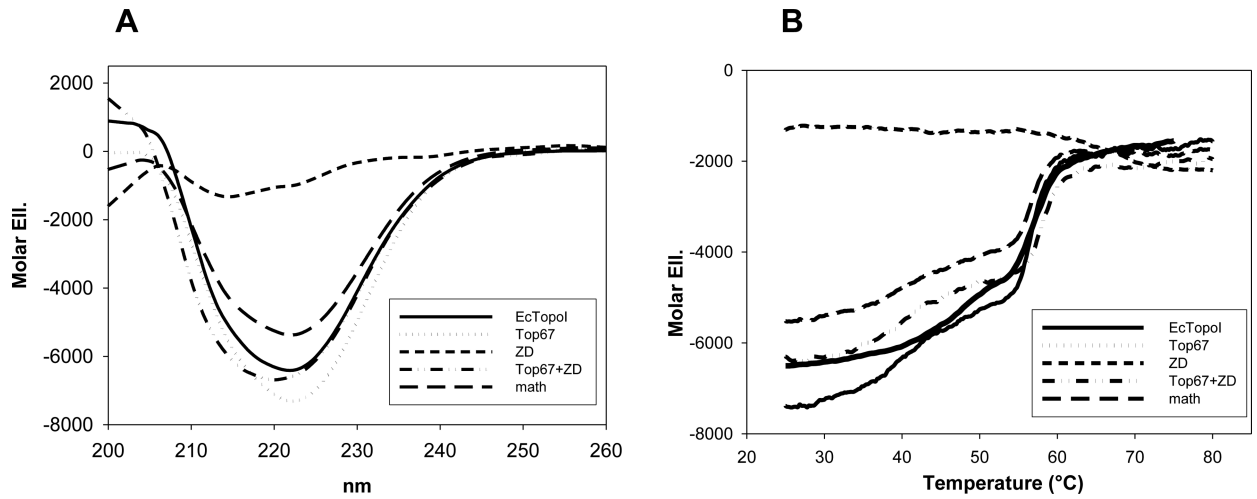 A
2000
0
-2000
-4000
-6000
-8000
Molar Ell.
200
210
220
230
240
250
260
nm
EcTopoI
Top67
ZD
Top67+ZD
math
B
0
-2000
-4000
-6000
-8000
Molar Ell.
20
30
40
50
60
70
80
Temperature (°C)
EcTopoI
Top67
ZD
Top67+ZD
math